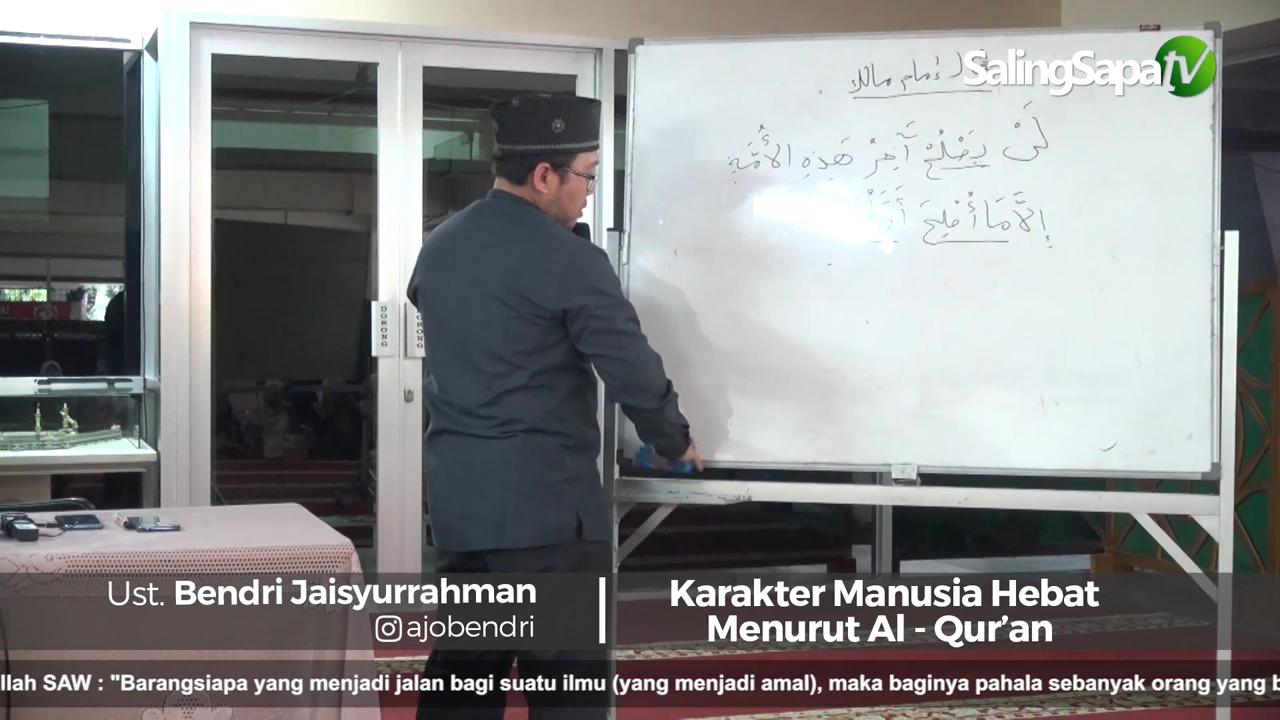 SalingSapa tv
إمام مالك
لَنْ يَصْلُحْ آخِرْ هَذِهِ الأُمَّةِ
إِلَّا مَا أُفْلِحَ
DORONG
DORONG
Ust. Bendri Jaisyurrahman
ajobendri
Karakter Manusia Hebat
Menurut Al - Qur'an
llah SAW : "Barangsiapa yang menjadi jalan bagi suatu ilmu (yang menjadi amal), maka baginya pahala sebanyak orang yang b